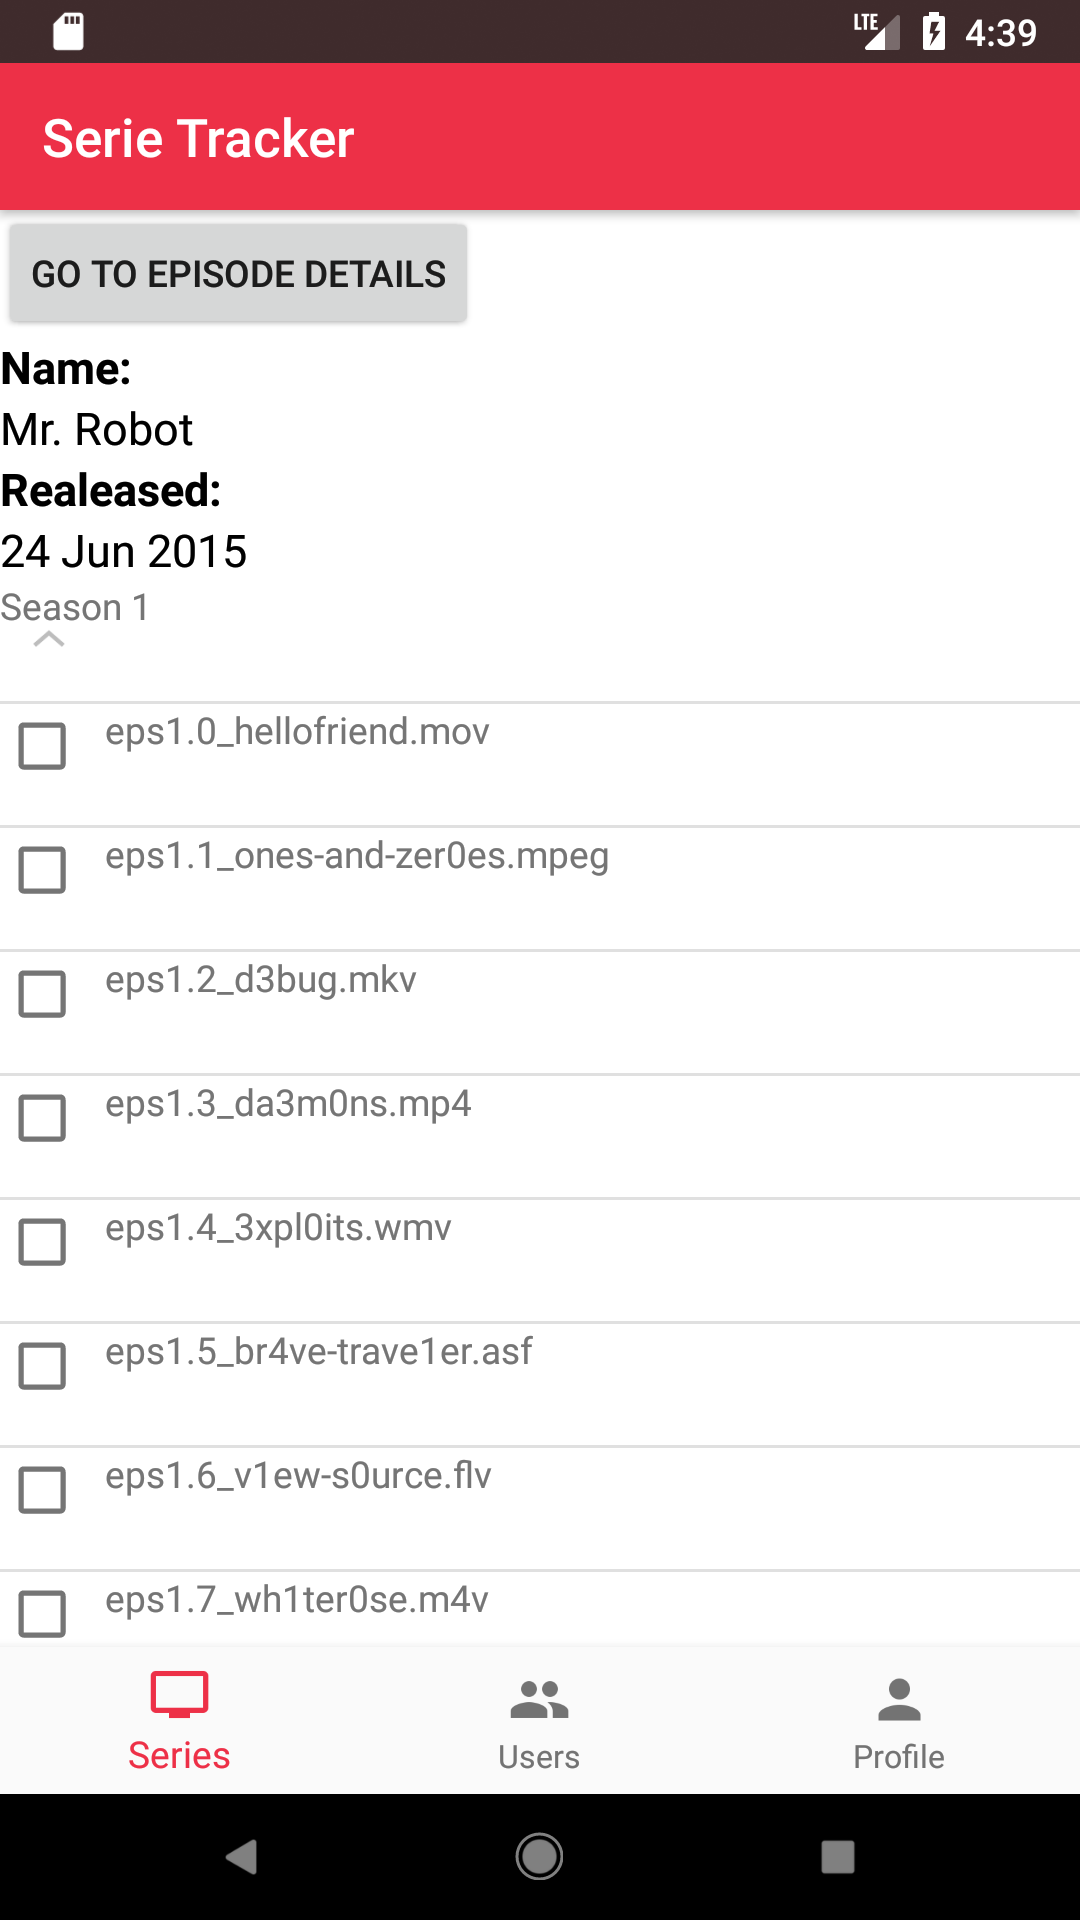 LTE 4:39
Serie Tracker
GO TO EPISODE DETAILS
Name:
Mr. Robot
Realeased:
24 Jun 2015
Season 1
eps1.0_hellofriend.mov
eps1.1_ones-and-zer0es.mpeg
eps1.2_d3bug.mkv
eps1.3_da3m0ns.mp4
eps1.4_3xpl0its.wmv
eps1.5_br4ve-trave1er.asf
eps1.6_v1ew-s0urce.flv
eps1.7_wh1ter0se.m4v
Series Users Profile